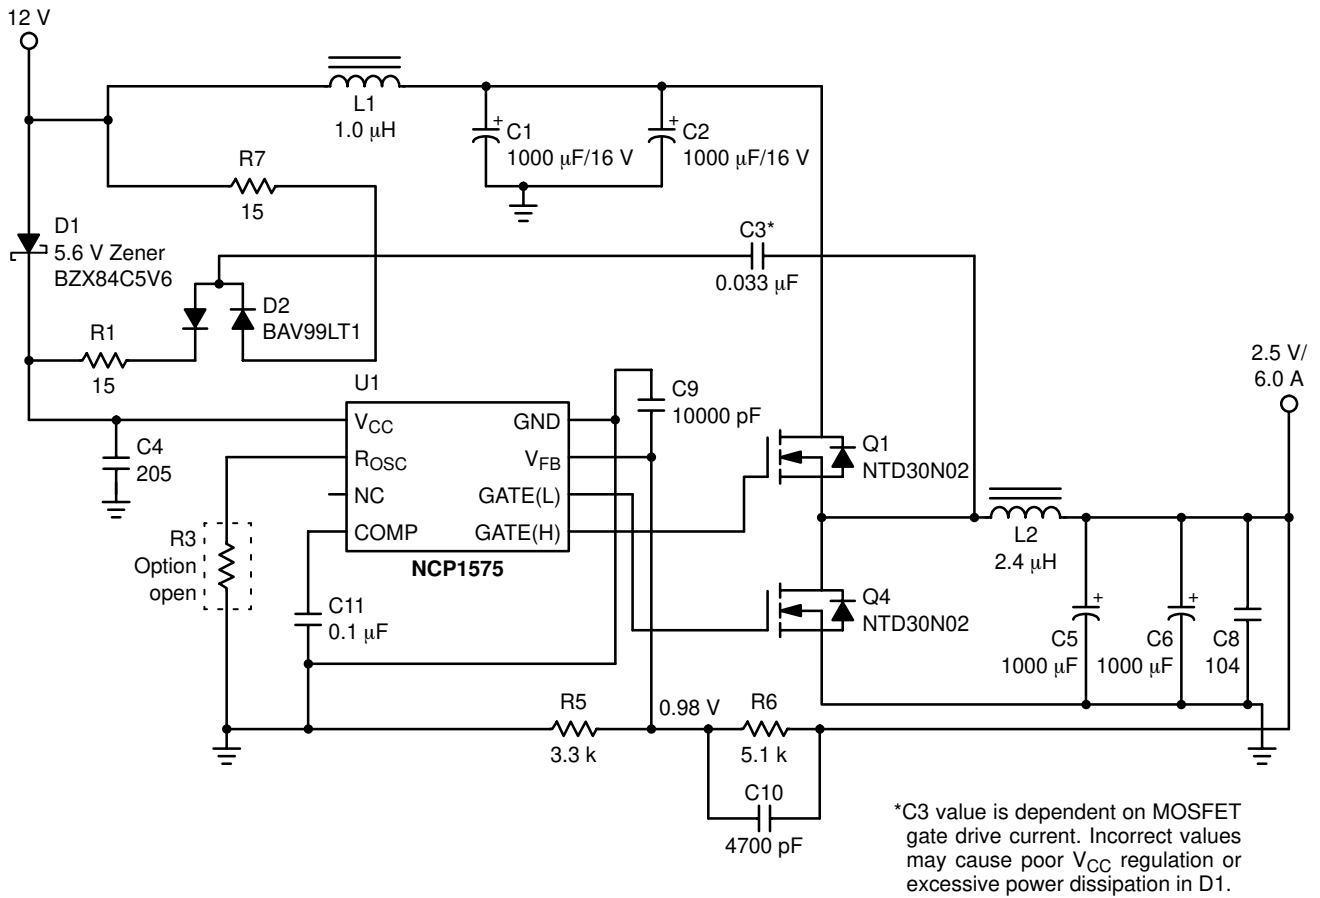 12 V
L1
1.0 μH
+
C1
1000 μF/16 V
+
C2
1000 μF/16 V
R7
15
D1
5.6 V Zener
BZX84C5V6
C3*
0.033 μF
D2
BAV99LT1
R1
15
2.5 V/
6.0 A
U1
C9
10000 pF
VCC
GND
ROSC
VFB
NC
GATE(L)
COMP
GATE(H)
NCP1575
C4
205
Q1
NTD30N02
R3
Option
open
L2
2.4 μH
C11
0.1 μF
Q4
NTD30N02
+
C5
1000 μF
+
C6
1000 μF
C8
104
R5
3.3 k
0.98 V
R6
5.1 k
C10
4700 pF
*C3 value is dependent on MOSFET
gate drive current. Incorrect values
may cause poor VCC regulation or
excessive power dissipation in D1.